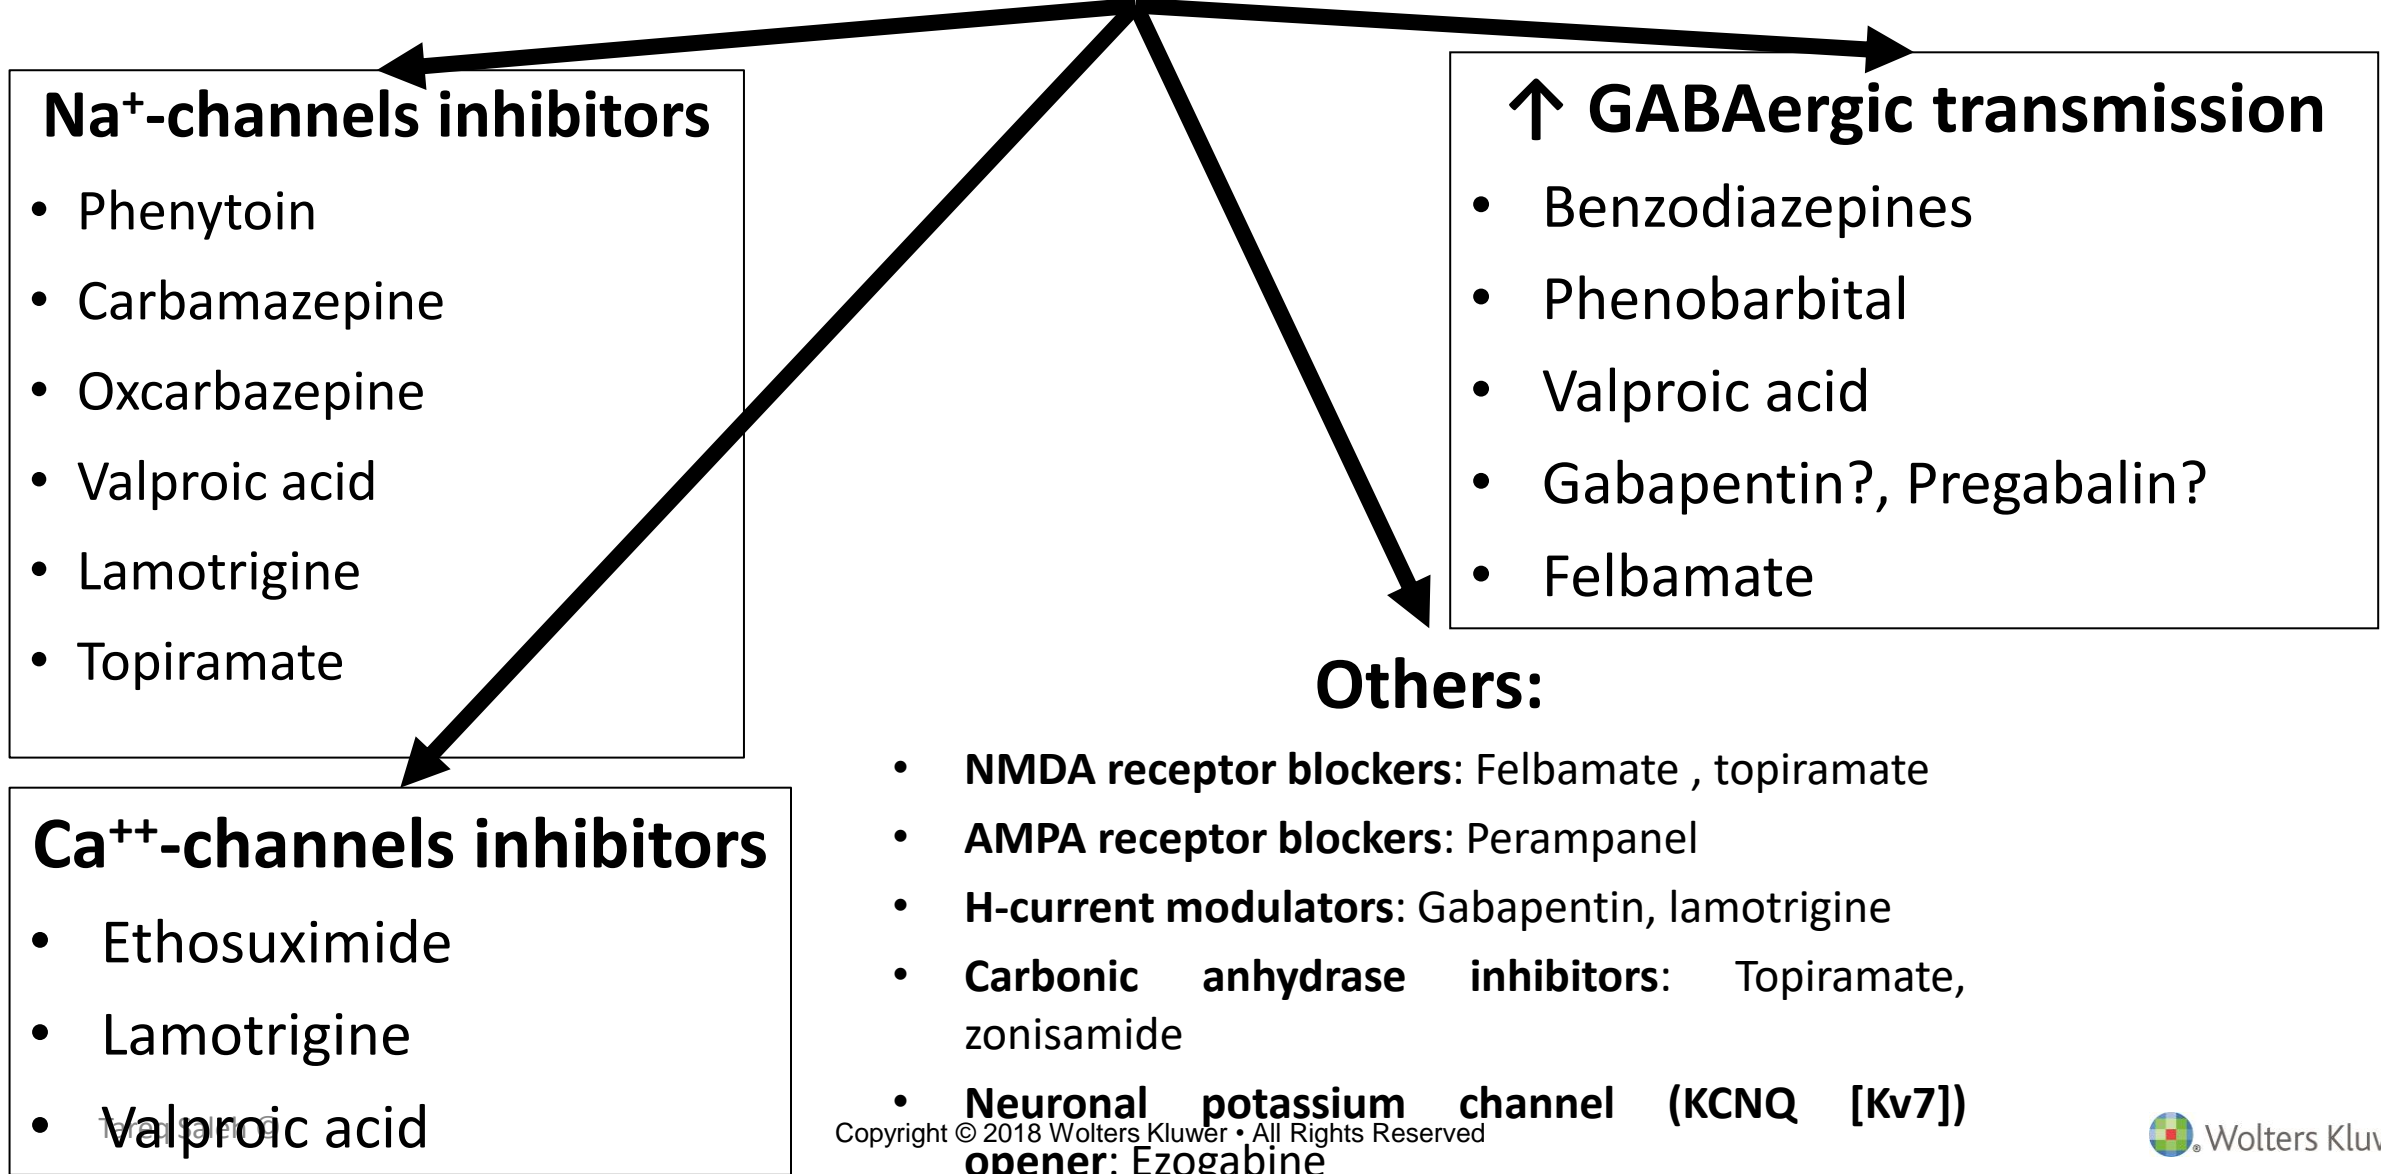 Na⁺-channels inhibitors
• Phenytoin
• Carbamazepine
• Oxcarbazepine
• Valproic acid
• Lamotrigine
• Topiramate
Ca⁺⁺-channels inhibitors
• Ethosuximide
• Lamotrigine
• Valproic acid
↑ GABAergic transmission
• Benzodiazepines
• Phenobarbital
• Valproic acid
• Gabapentin?, Pregabalin?
• Felbamate
Others:
• NMDA receptor blockers: Felbamate , topiramate
• AMPA receptor blockers: Perampanel
• H-current modulators: Gabapentin, lamotrigine
• Carbonic anhydrase inhibitors: Topiramate,
zonisamide
• Neuronal potassium channel (KCNQ [Kv7])
opener: Ezogabine
Tareq Saleh ©
Copyright © 2018 Wolters Kluwer • All Rights Reserved
Wolters